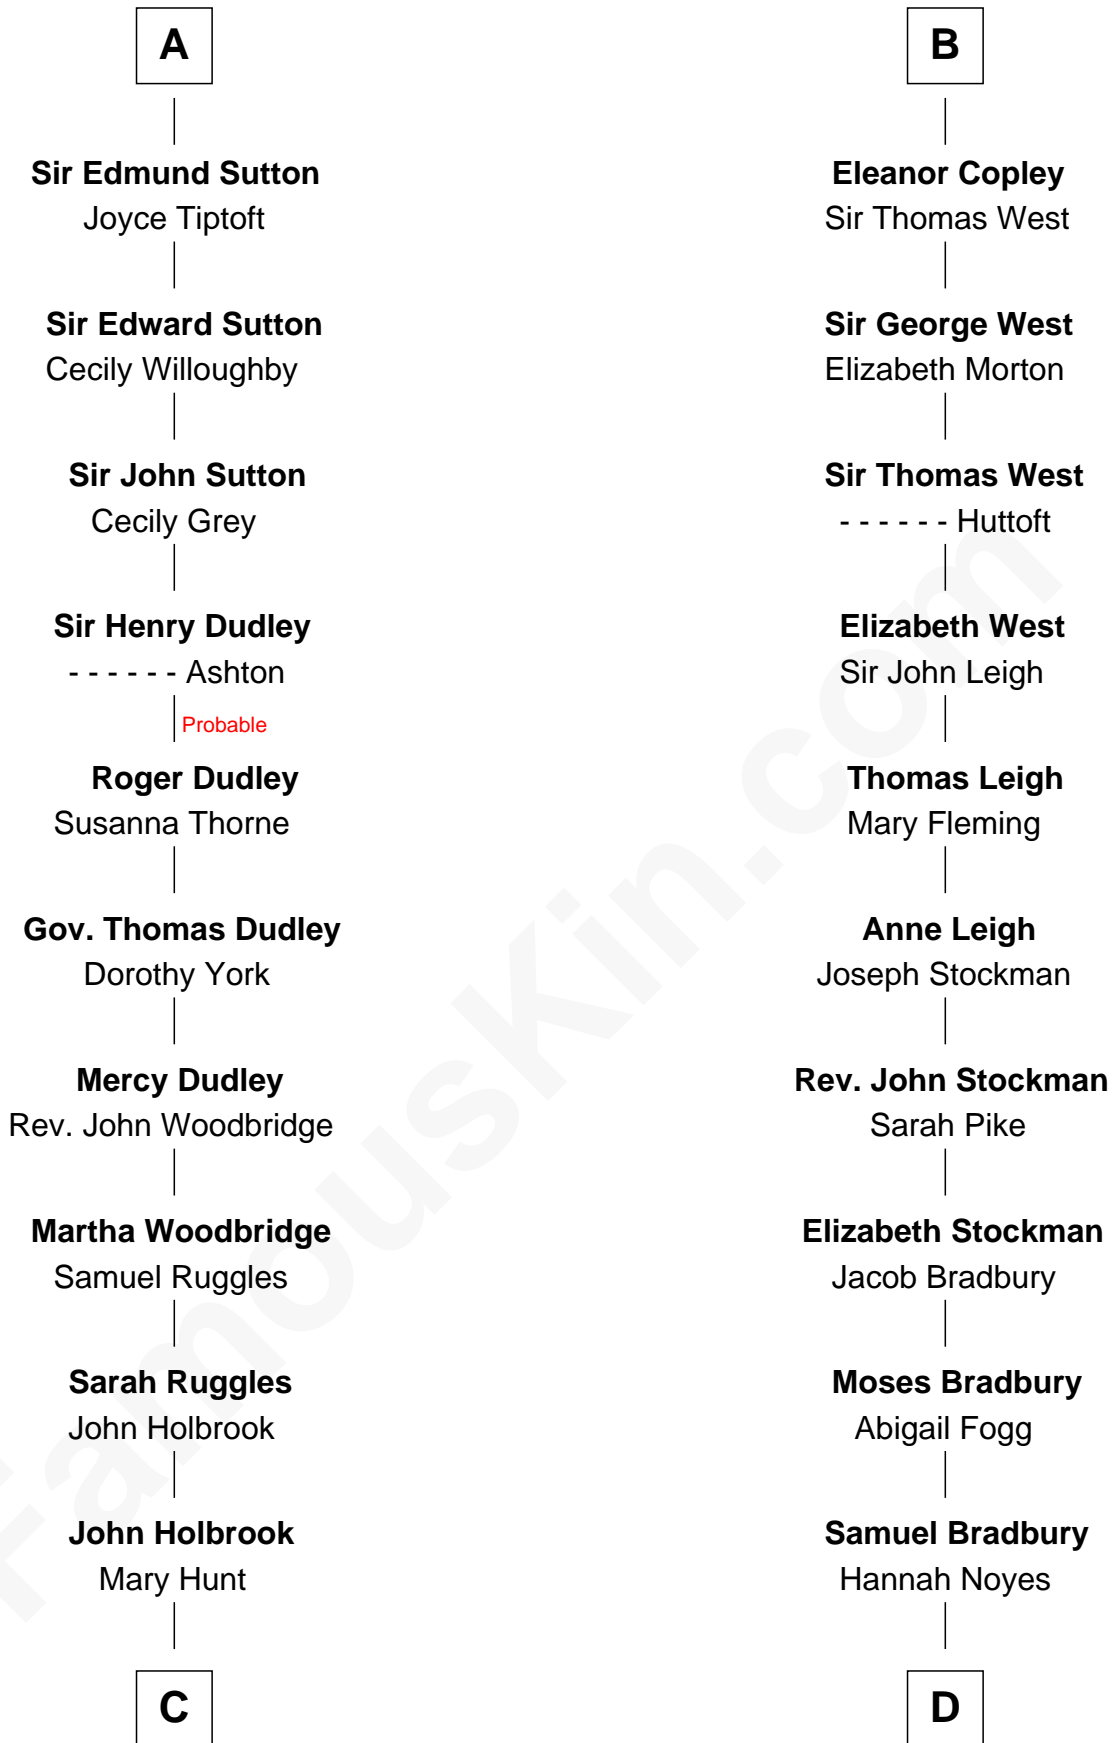 A
Sir Edmund Sutton
Joyce Tiptoft
Sir Edward Sutton
Cecily Willoughby
Sir John Sutton
Cecily Grey
Sir Henry Dudley
- - - - - - Ashton
Probable
Roger Dudley
Susanna Thorne
Gov. Thomas Dudley
Dorothy York
Mercy Dudley
Rev. John Woodbridge
Martha Woodbridge
Samuel Ruggles
Sarah Ruggles
John Holbrook
John Holbrook
Mary Hunt
C
B
Eleanor Copley
Sir Thomas West
Sir George West
Elizabeth Morton
Sir Thomas West
- - - - - - Huttoft
Elizabeth West
Sir John Leigh
Thomas Leigh
Mary Fleming
Anne Leigh
Joseph Stockman
Rev. John Stockman
Sarah Pike
Elizabeth Stockman
Jacob Bradbury
Moses Bradbury
Abigail Fogg
Samuel Bradbury
Hannah Noyes
D
FamousKin.com